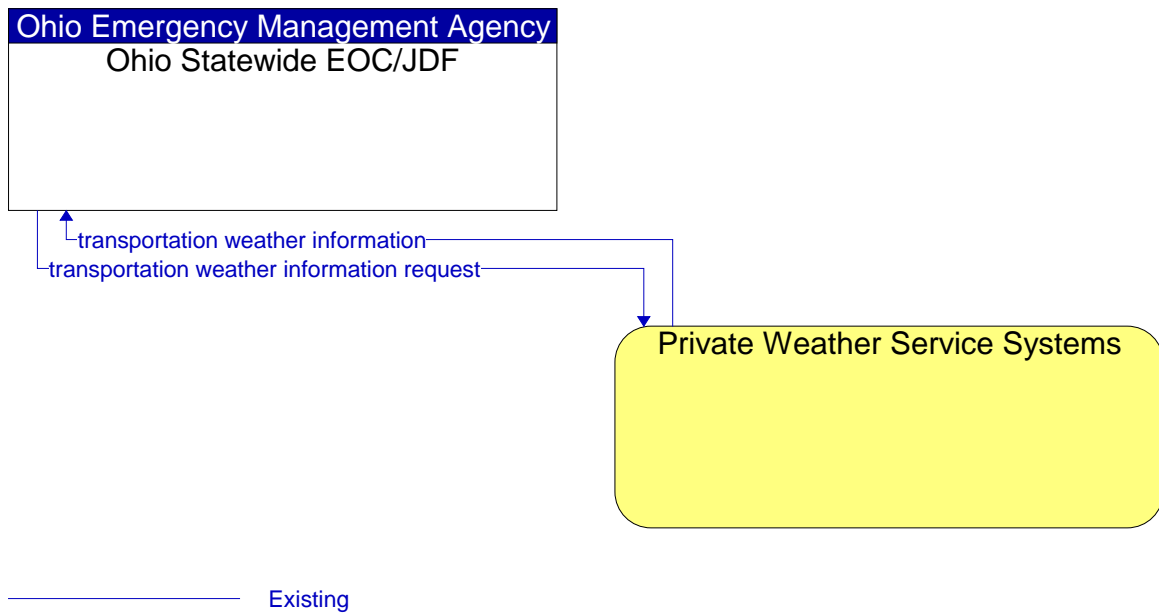 Ohio Emergency Management Agency
Ohio Statewide EOC/JDF
transportation weather information
transportation weather information request
Private Weather Service Systems
Existing